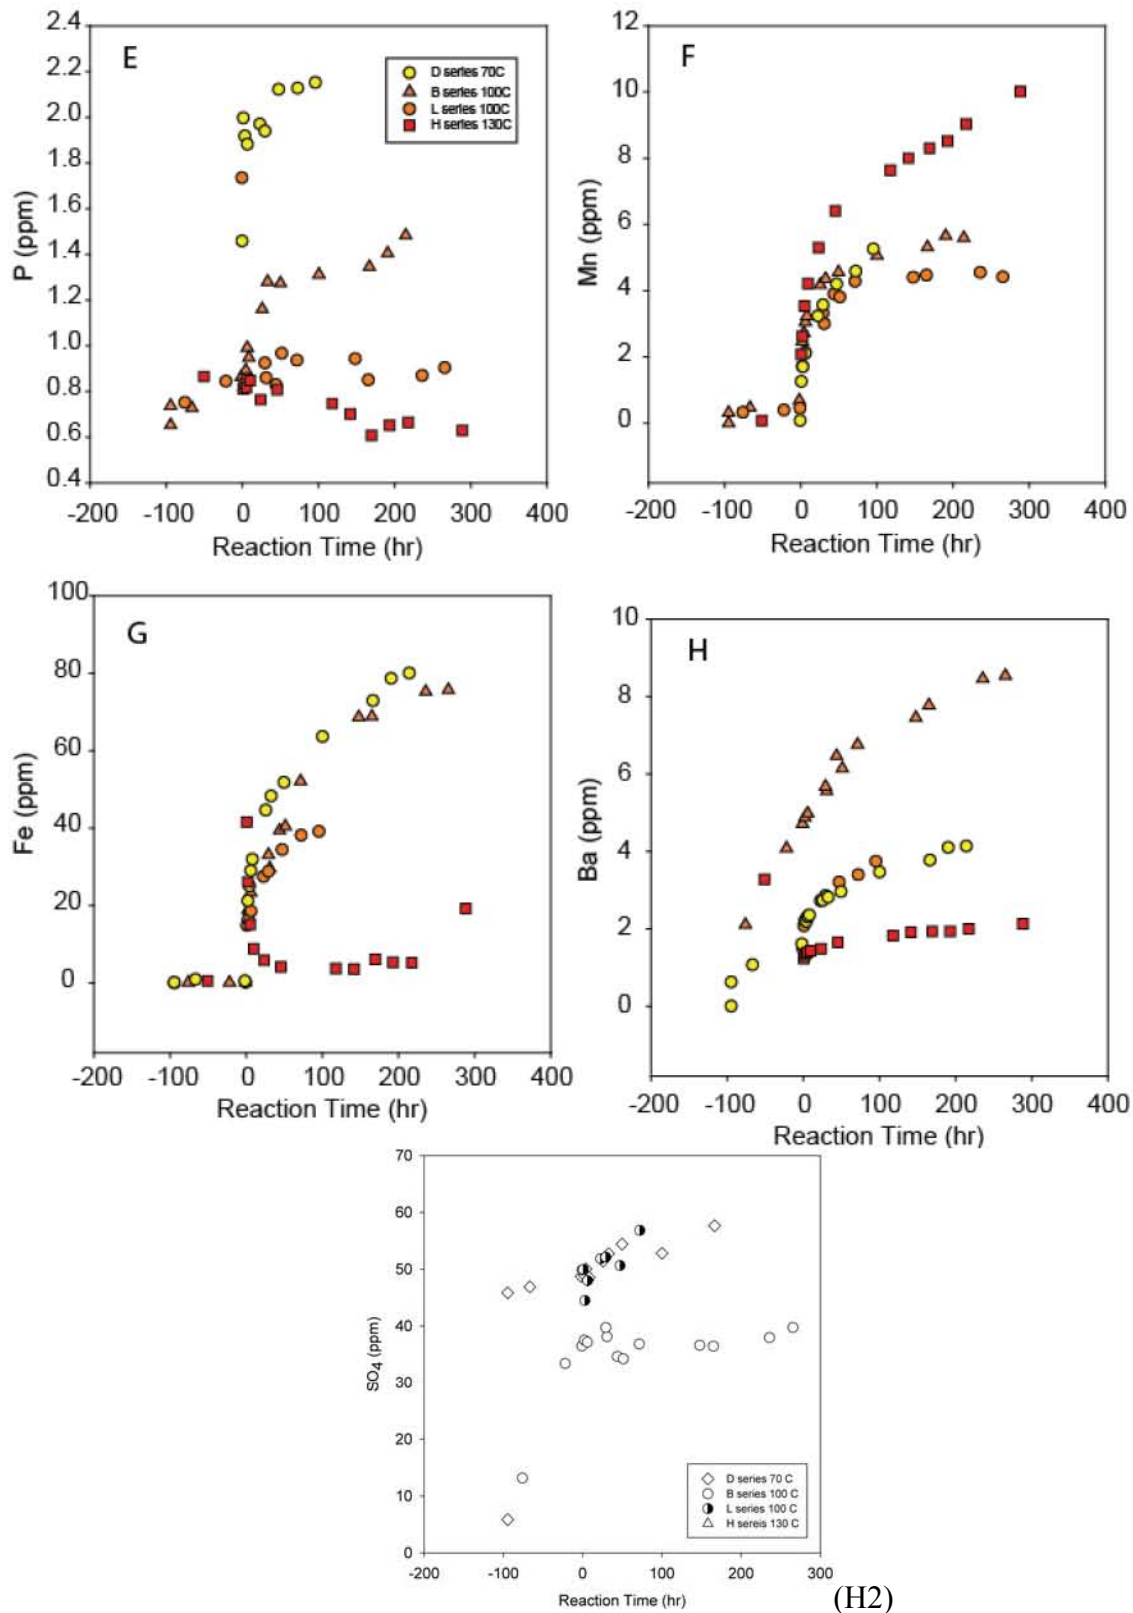 E
2.4
2.2
2.0
1.8
1.6
1.4
1.2
1.0
0.8
0.6
0.4
P (ppm)
D series 70C
B series 100C
L series 100C
H series 130C
-200 -100 0 100 200 300 400
Reaction Time (hr)
F
12
10
8
6
4
2
0
Mn (ppm)
-200 -100 0 100 200 300 400
Reaction Time (hr)
G
100
80
60
40
20
0
Fe (ppm)
-200 -100 0 100 200 300 400
Reaction Time (hr)
H
10
8
6
4
2
0
Ba (ppm)
-200 -100 0 100 200 300 400
Reaction Time (hr)
70
60
50
40
30
20
10
0
SO4 (ppm)
D series 70 C
B series 100 C
L series 100 C
H sereis 130 C
-200 -100 0 100 200 300
Reaction Time (hr)
(H2)